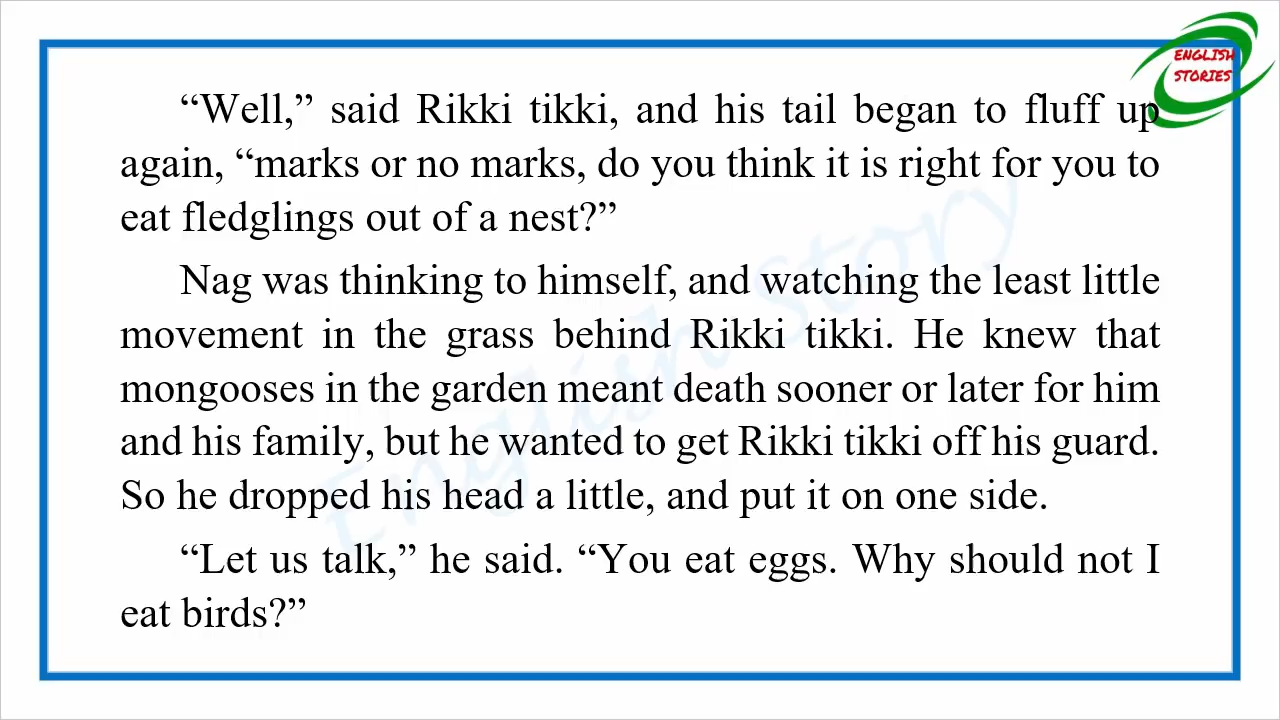 ENGLISH
STORIES
“Well,” said Rikki tikki, and his tail began to fluff up
again, “marks or no marks, do you think it is right for you to
eat fledglings out of a nest?”
Nag was thinking to himself, and watching the least little
movement in the grass behind Rikki tikki. He knew that
mongooses in the garden meant death sooner or later for him
and his family, but he wanted to get Rikki tikki off his guard.
So he dropped his head a little, and put it on one side.
“Let us talk,” he said. “You eat eggs. Why should not I
eat birds?”
English Story